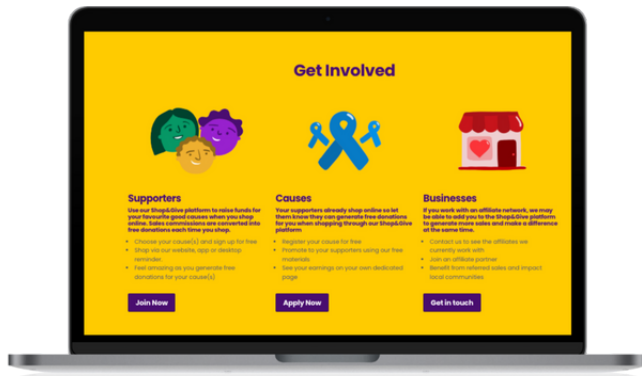 Get Involved
Supporters
Use our Shop&Give platform to raise funds for
your favourite good causes when you shop
online. Sales commissions are converted into
free donations each time you shop.
• Choose your cause(s) and sign up for free
• Shop via our website, app or desktop
reminder.
• Feel amazing as you generate free
donations for your cause(s)
Join Now
Causes
Your supporters already shop online so let
them know they can generate free donations
for you when shopping through our Shop&Give
platform
• Register your cause for free
• Promote to your supporters using our free
materials
• See your earnings on your own dedicated
page
Apply Now
Businesses
If you work with an affiliate network, we may
be able to add you to the Shop&Give platform
to generate more sales and make a difference
at the same time.
• Contact us to see the affiliates we
currently work with
• Join an affiliate partner
• Benefit from referred sales and impact
local communities
Get in touch